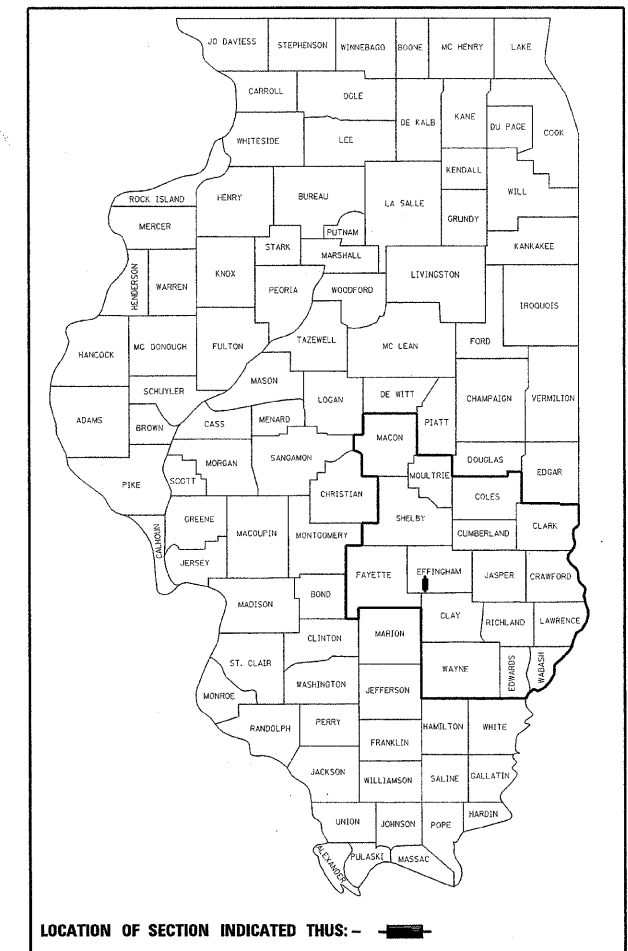 JO DAVIESS STEPHENSON WINNEBAGO BOONE MC HENRY LAKE
CARROLL OGLE DE KALB KANE DU PAGE COOK
WHITESIDE LEE
KENDALL
ROCK ISLAND HENRY BUREAU LA SALLE GRUNDY WILL
MERCER PUTNAM
STARK MARSHALL KANKAKEE
HENDERSON WARREN KNOX PEORIA WOODFORD LIVINGSTON
IROQUOIS
HANCOCK MC DONOUGH FULTON TAZEWELL MC LEAN FORD
MASON
SCHUYLER LOGAN DE WITT CHAMPAIGN VERMILION
ADAMS BROWN CASS MENARD PIATT
MACON
SANGAMON DOUGLAS
PIKE SCOTT MORGAN MOULTRIE EDGAR
CHRISTIAN COLES
GREENE MACOUPIN MONTGOMERY SHELBY CUMBERLAND CLARK
CALHOUN JERSEY
FAYETTE EFFINGHAM JASPER CRAWFORD
MADISON BOND
CLAY RICHLAND LAWRENCE
CLINTON MARION
ST. CLAIR WAYNE EDWARDS WABASH
WASHINGTON JEFFERSON
MONROE
RANDOLPH PERRY HAMILTON WHITE
FRANKLIN
JACKSON WILLIAMSON SALINE GALLATIN
UNION JOHNSON POPE HARDIN
ALEXANDER PULASKI MASSAC
LOCATION OF SECTION INDICATED THUS: –